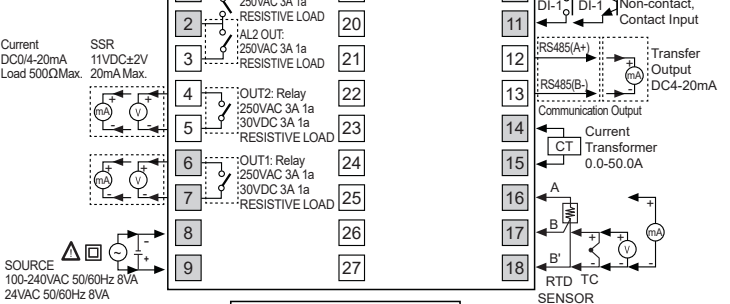 250VAC 3A 1a
RESISTIVE LOAD
AL2 OUT:
250VAC 3A 1a
RESISTIVE LOAD
Current
DC0/4-20mA
Load 500ΩMax.
SSR
11VDC±2V
20mA Max.
mA
V
+
-
+
-
OUT2: Relay
250VAC 3A 1a
30VDC 3A 1a
RESISTIVE LOAD
mA
V
+
-
+
-
OUT1: Relay
250VAC 3A 1a
30VDC 3A 1a
RESISTIVE LOAD
-
+
SOURCE
100-240VAC 50/60Hz 8VA
24VAC 50/60Hz 8VA
2
3
4
5
6
7
8
9
20
21
22
23
24
25
26
27
11
12
13
14
15
16
17
18
DI-1
DI-1
Non-contact,
Contact Input
RS485(A+)
RS485(B-)
+
mA
-
Transfer
Output
DC4-20mA
Communication Output
CT
Current
Transformer
0.0-50.0A
A
B
B'
+
-
+
V
-
+
mA
-
RTD
TC
SENSOR